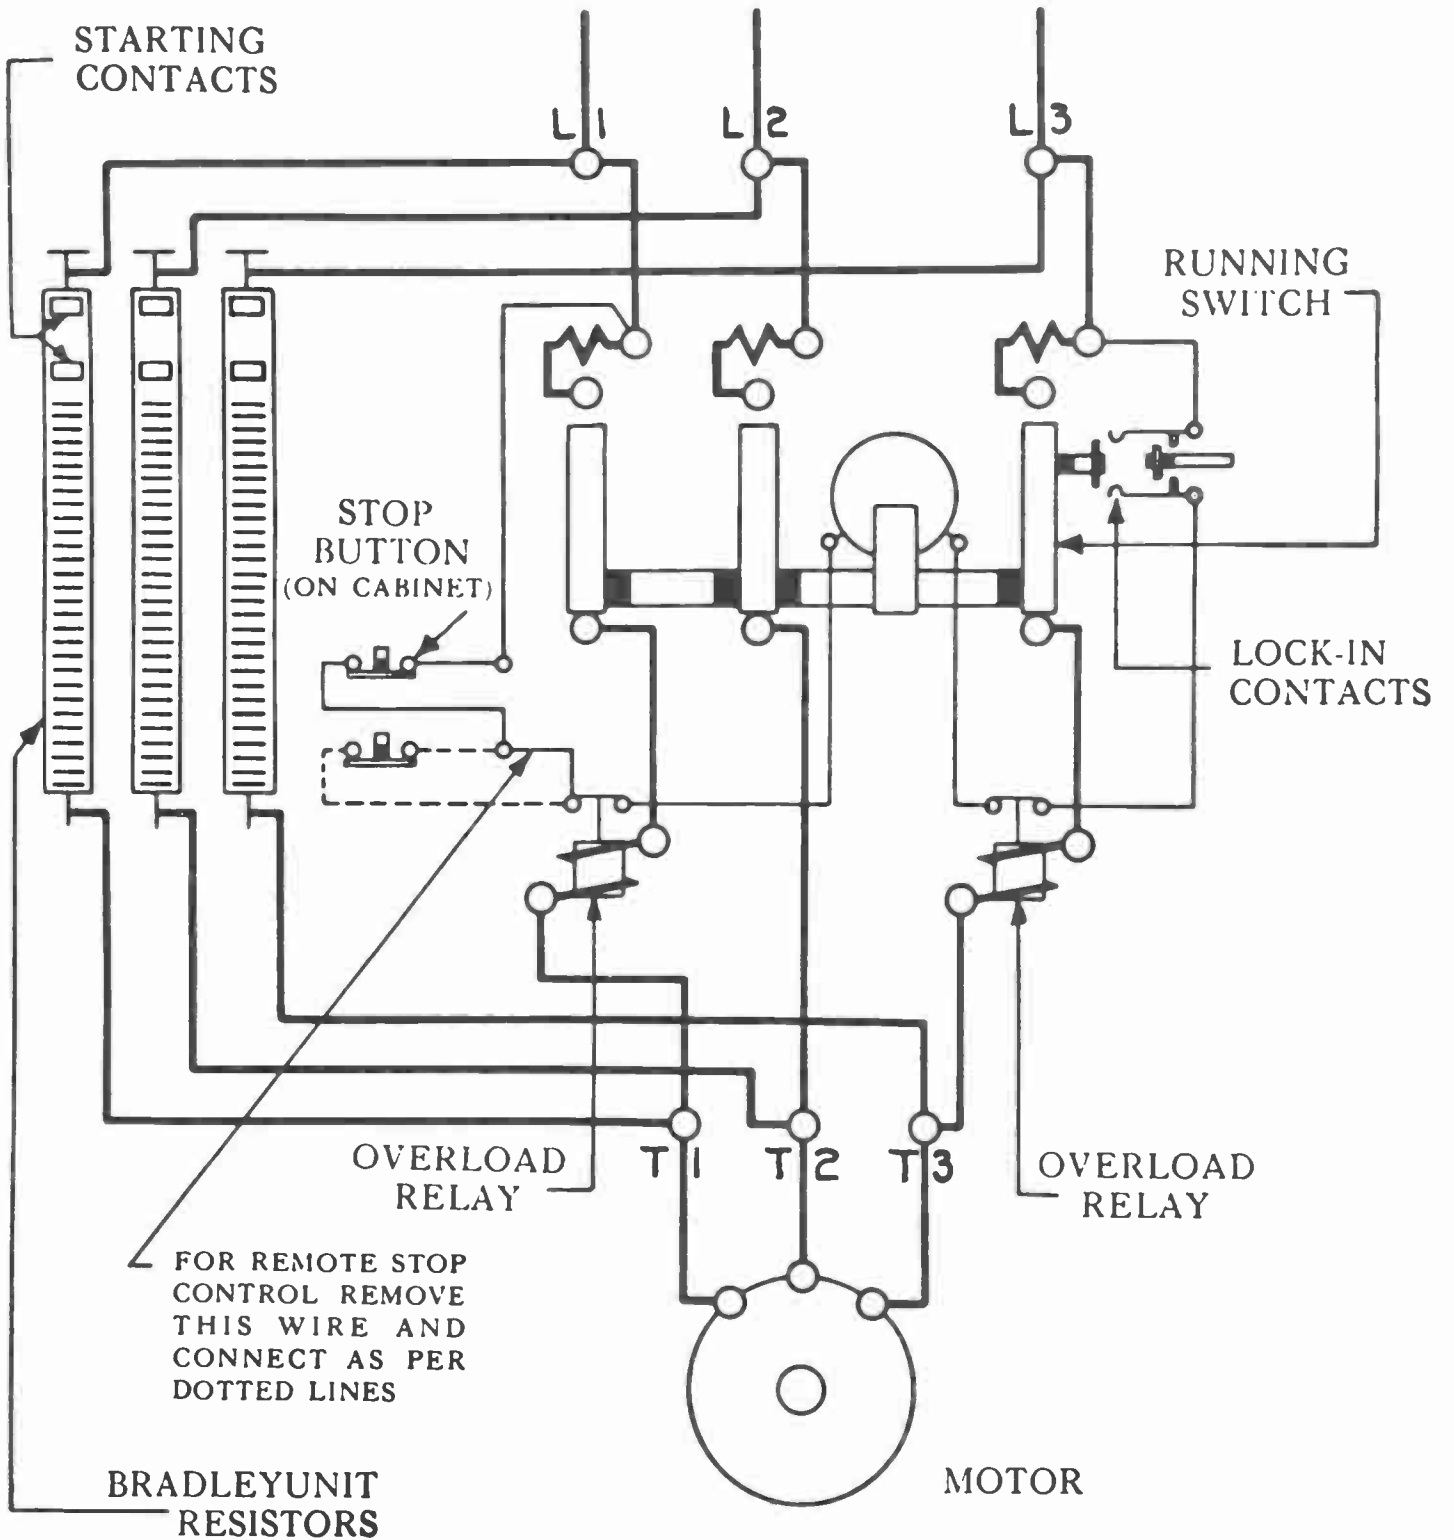 STARTING
CONTACTS
L1
L2
L3
RUNNING
SWITCH
STOP
BUTTON
(ON CABINET)
LOCK-IN
CONTACTS
OVERLOAD
RELAY
T1
T2
T3
OVERLOAD
RELAY
FOR REMOTE STOP
CONTROL REMOVE
THIS WIRE AND
CONNECT AS PER
DOTTED LINES
BRADLEYUNIT
RESISTORS
MOTOR